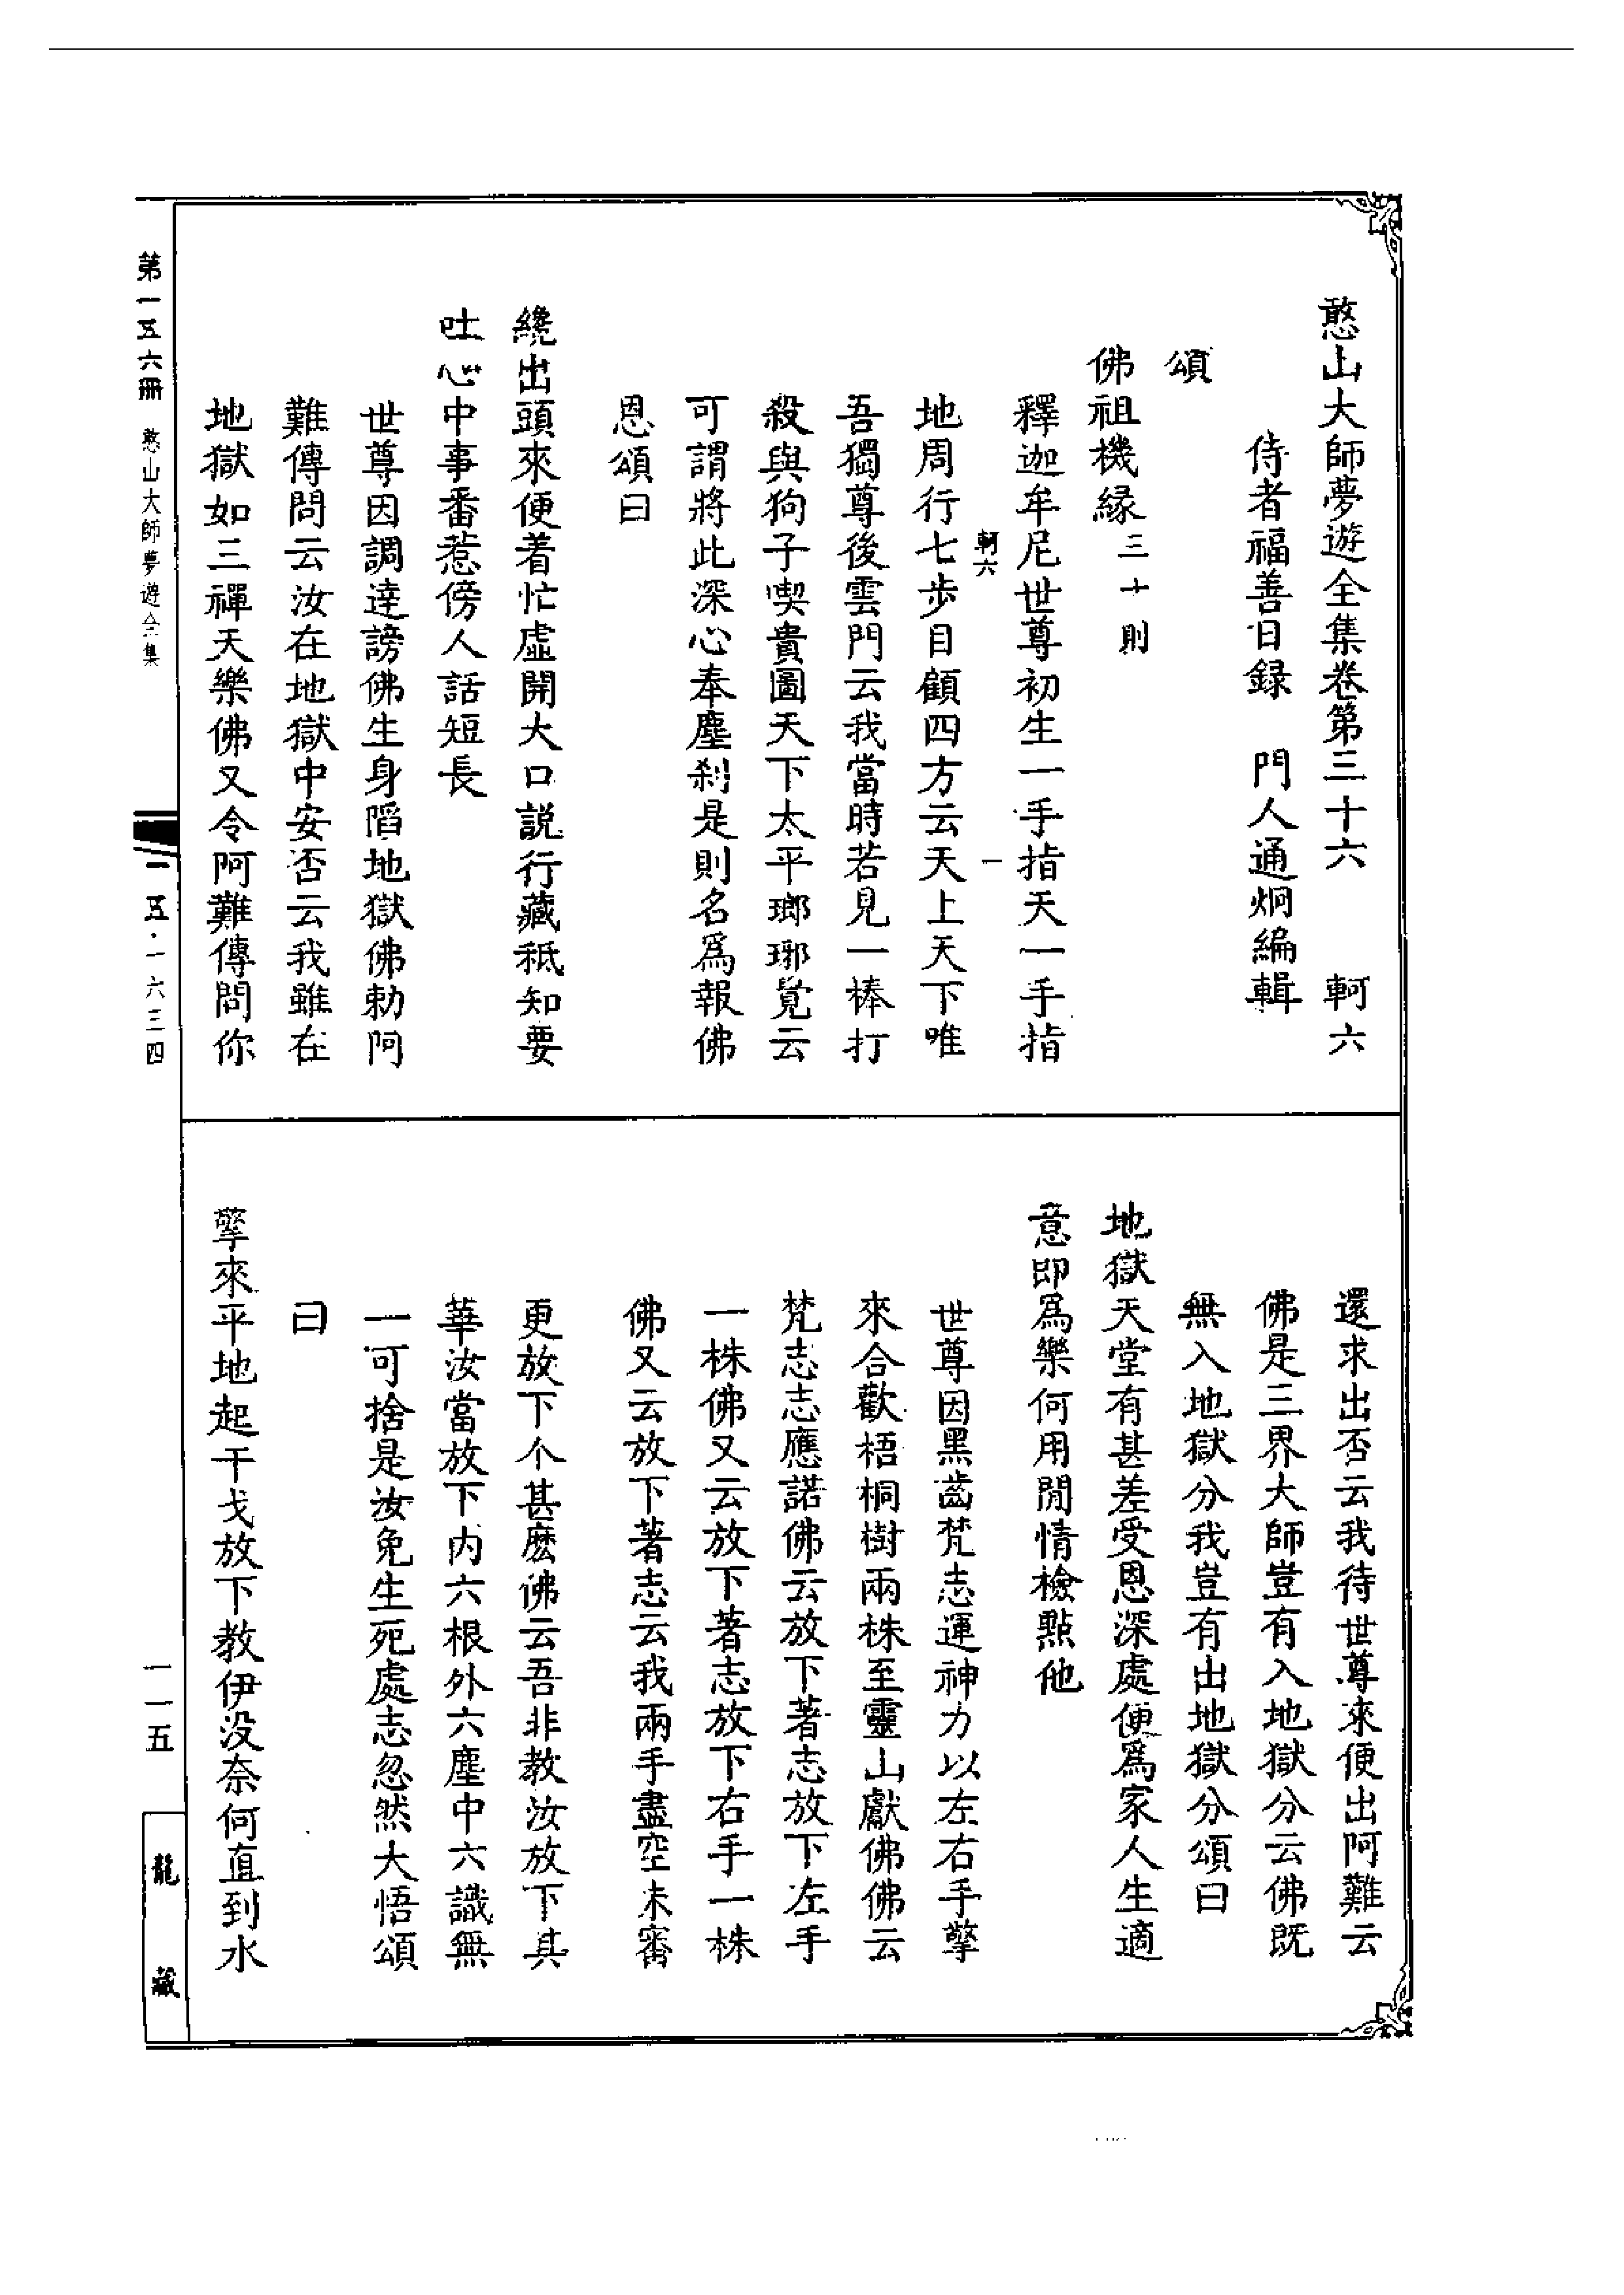 憨山大師夢遊全集卷第三十六　軻六
侍者福善日録　門人通炯編輯
頌
佛祖機緣三十則
釋迦牟尼世尊初生一手指天一手指
軻六　一
地周行七步目顧四方云天上天下唯
吾獨尊後雲門云我當時若見一棒打
殺與狗子喫貴圖天下太平瑯琊覺云
可謂將此深心奉塵刹是則名爲報佛
恩頌曰
纔出頭來便着忙虛開大口説行藏秪知要
吐心中事番惹傍人話短長
世尊因調達謗佛生身陷地獄佛勅阿
難傳問云汝在地獄中安否云我雖在
地獄如三禪天樂佛又令阿難傳問你
還求出否云我待世尊來便出阿難云
佛是三界大師豈有入地獄分云佛既
無入地獄分我豈有出地獄分頌曰
地獄天堂有甚差受恩深處便爲家人生適
意即爲樂何用閒情檢點他
世尊因黑齒梵志運神力以左右手擎
來合歡梧桐樹兩株至靈山獻佛佛云
梵志志應諾佛云放下著志放下左手
一株佛又云放下著志放下右手一株
佛又云放下著志云我兩手盡空未審
更放下个甚麽佛云吾非教汝放下其
華汝當放下内六根外六塵中六識無
一可捨是汝免生死處志忽然大悟頌
曰
擎來平地起干戈放下教伊没奈何直到水
第一五六冊　憨山大師夢遊全集
一五·一六三四
一一五
龍藏